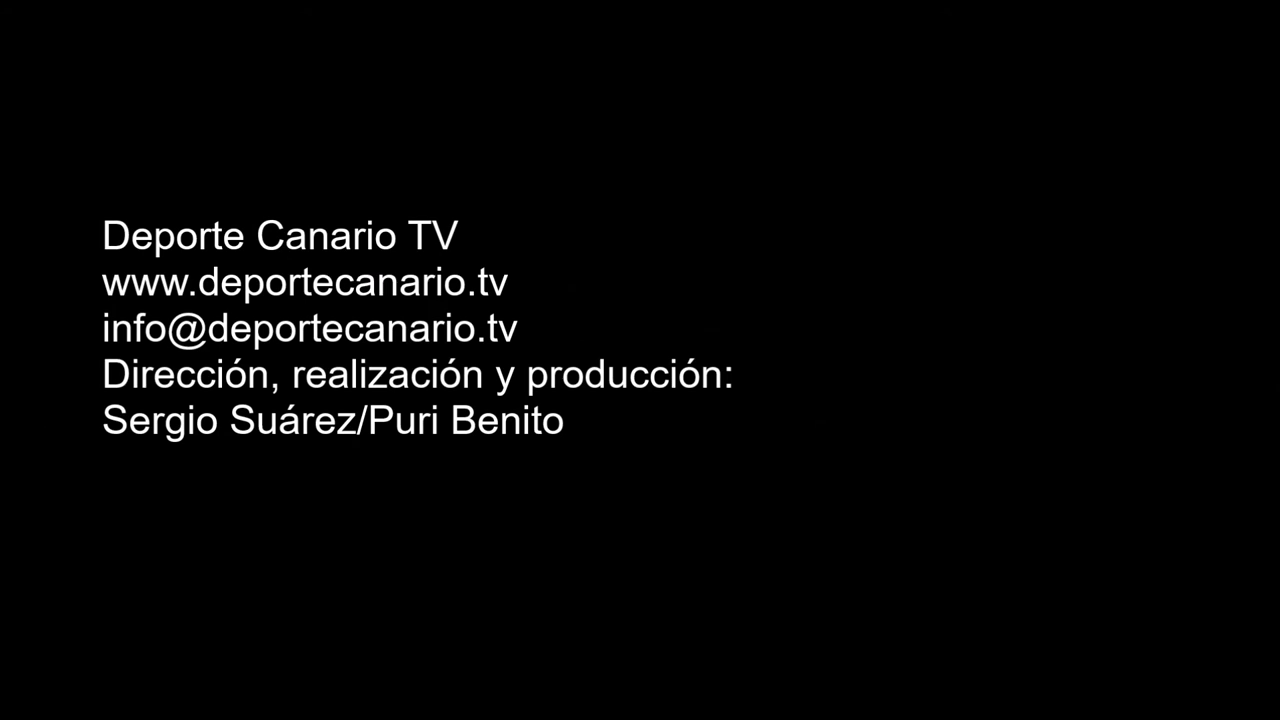 Deporte Canario TV
www.deportecanario.tv
info@deportecanario.tv
Dirección, realización y producción:
Sergio Suárez/Puri Benito